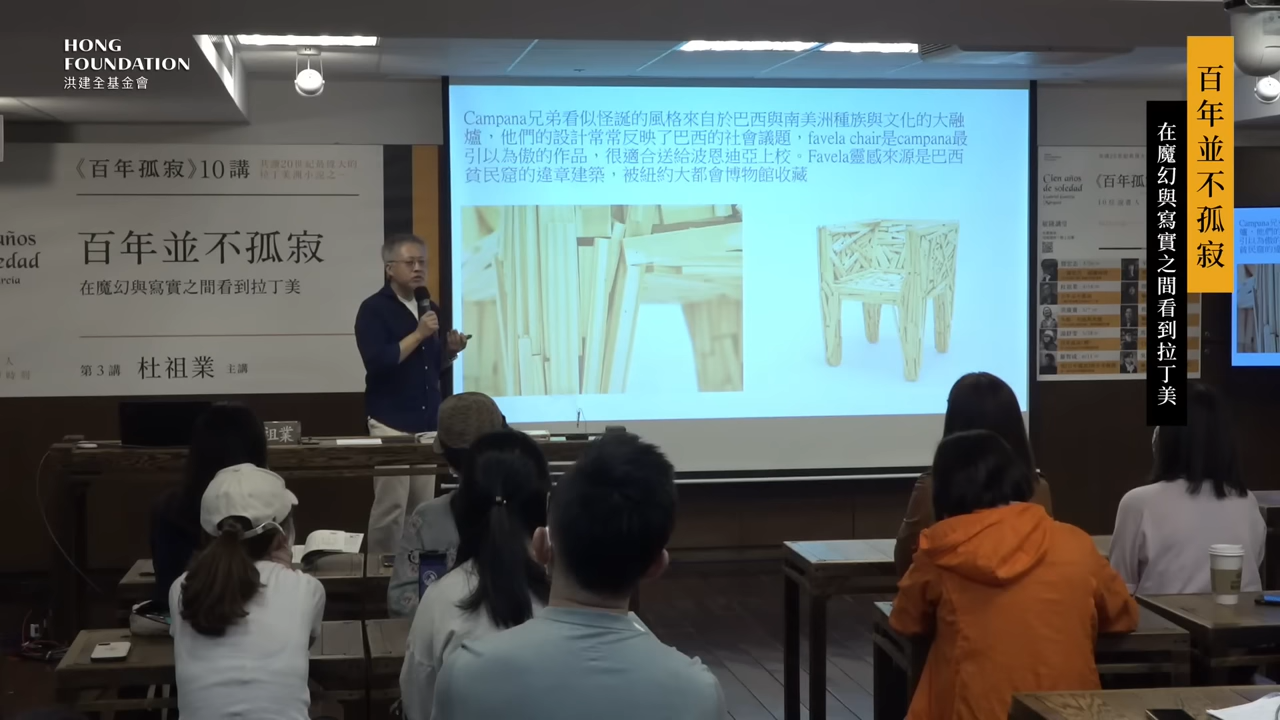 HONG
FOUNDATION
洪建全基金會
《百年孤寂》10講
百年並不孤寂
在魔幻與寫實之間看到拉丁美
第3講 杜祖業 主講
Campana兄弟看似怪誕的風格來自於巴西與南美洲種族與文化的大融
爐，他們的設計常常反映了巴西的社會議題，favela chair是campana最
引以為傲的作品，很適合送給波恩迪亞上校。Favela靈感來源是巴西
貧民窟的違章建築，被紐約大都會博物館收藏
祖業
Cien años
de soledad
《百年孤
百年並不孤寂
在魔幻與寫實之間看到拉丁美